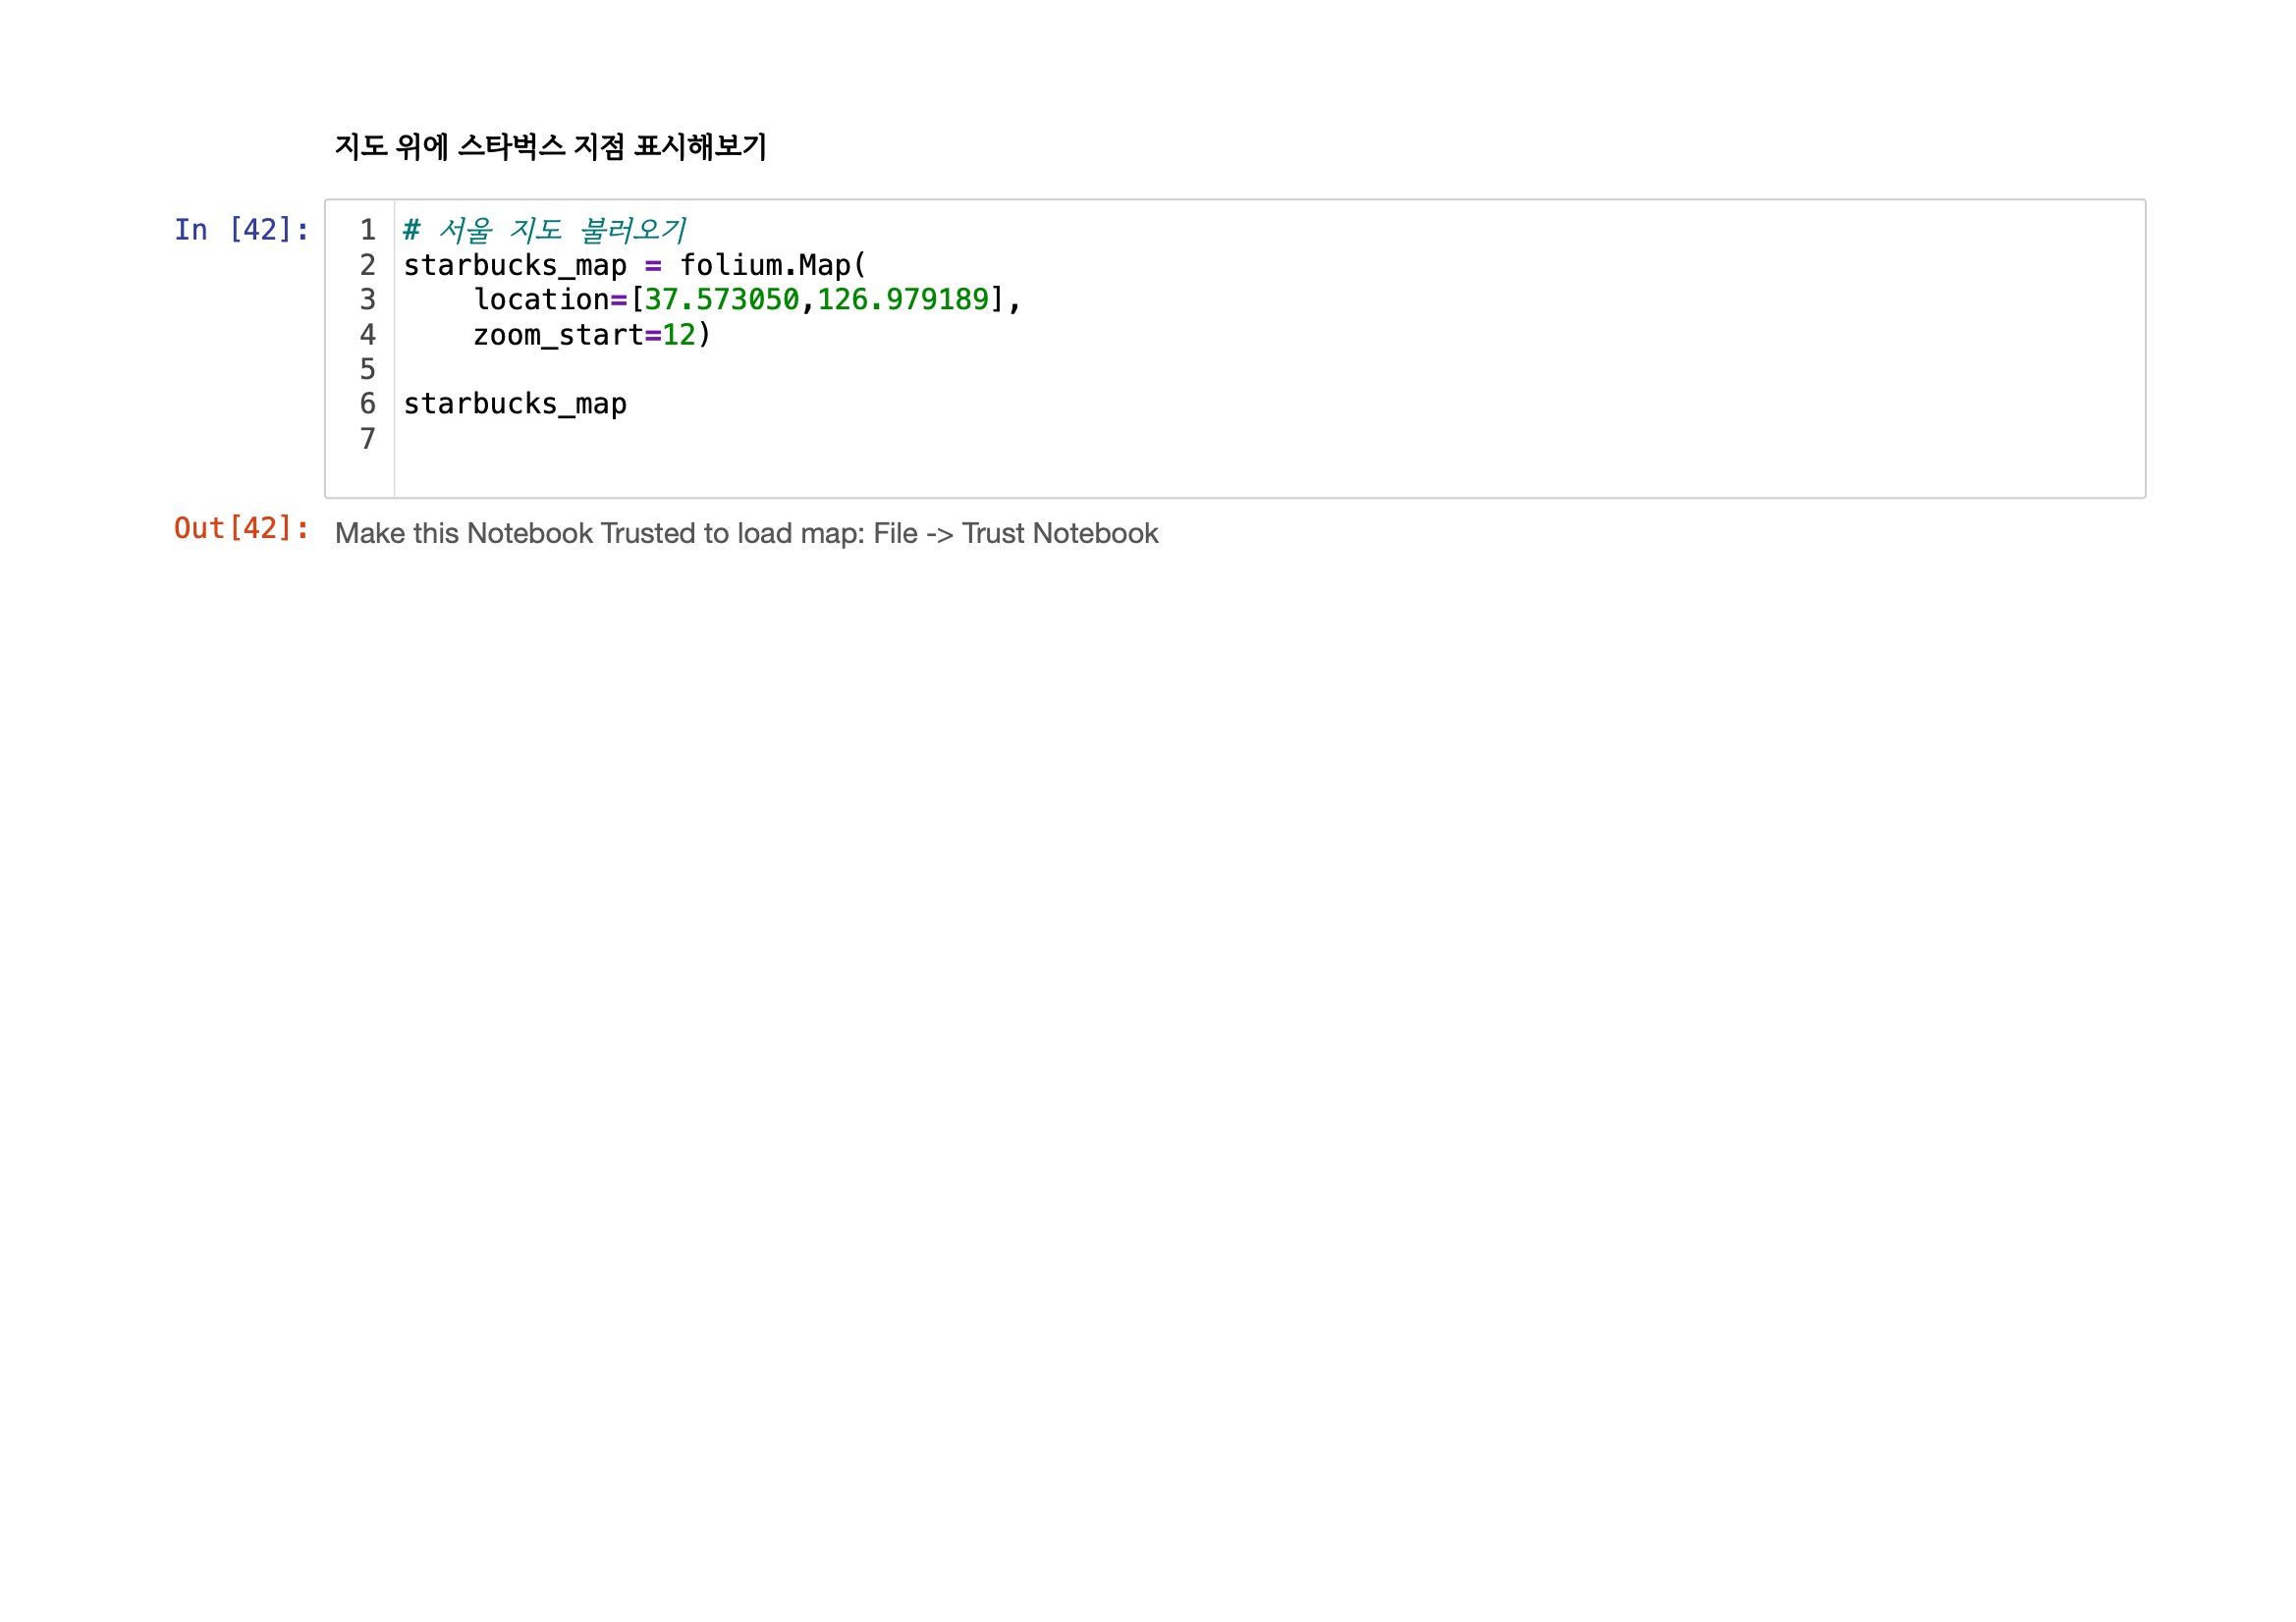 지도 위에 스타벅스 지점 표시해보기
In [42]:
1 # 서울 지도 불러오기
2 starbucks_map = folium.Map(
3     location=[37.573050,126.979189],
4     zoom_start=12)
5
6 starbucks_map
7
Out[42]: Make this Notebook Trusted to load map: File -> Trust Notebook